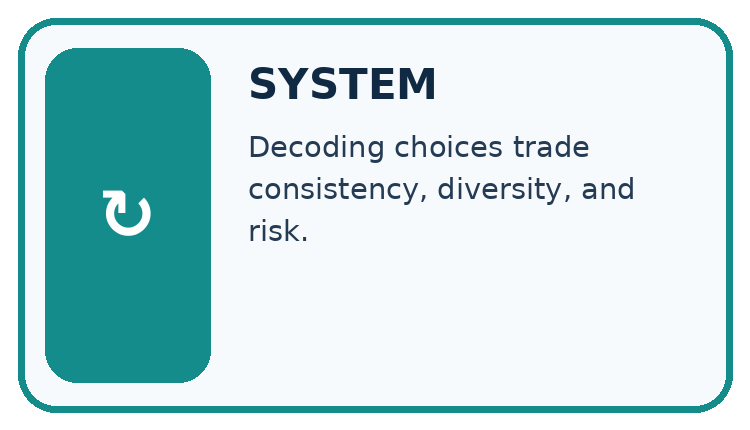 SYSTEM
Decoding choices trade
consistency, diversity, and
risk.